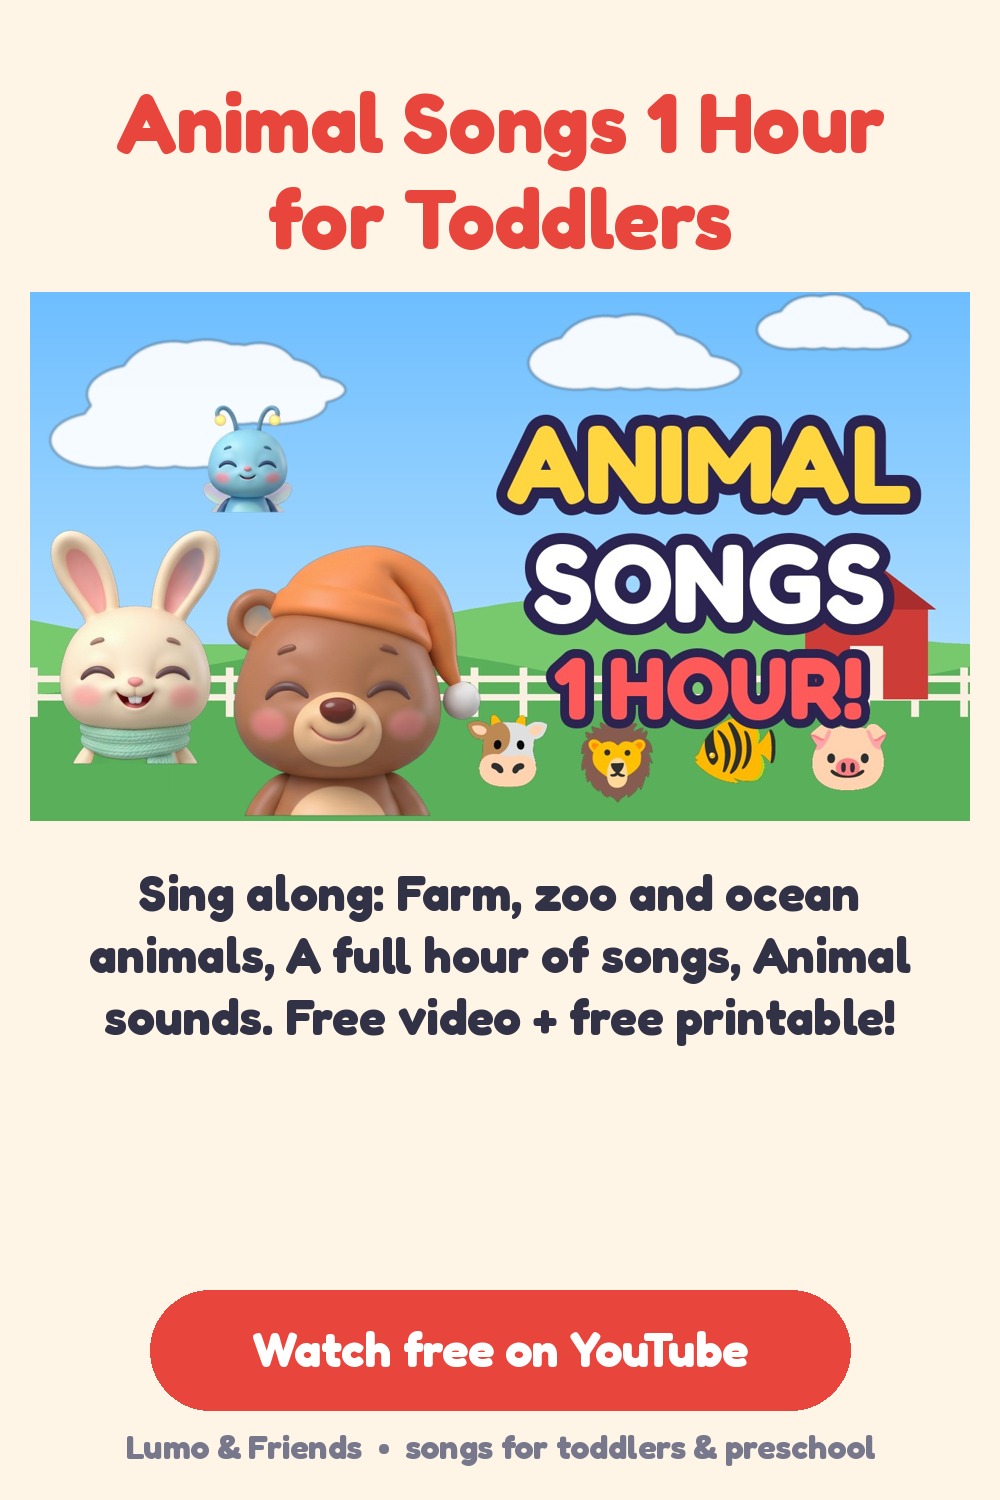 Animal Songs 1 Hour
for Toddlers
ANIMAL
SONGS
1 HOUR!
Sing along: Farm, zoo and ocean
animals, A full hour of songs, Animal
sounds. Free video + free printable!
Watch free on YouTube
Lumo & Friends • songs for toddlers & preschool